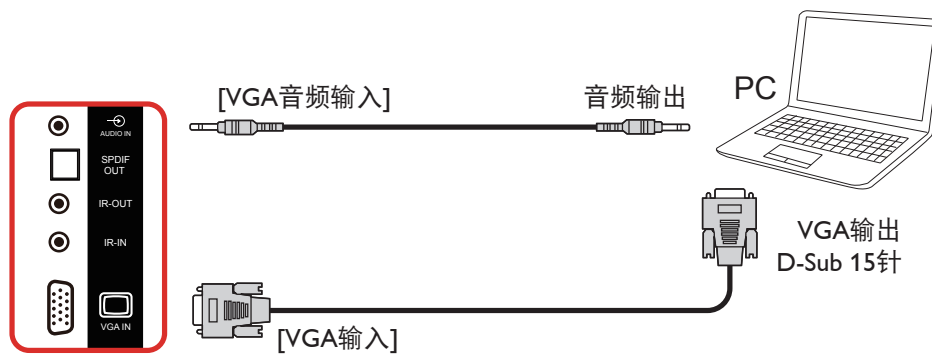 [VGA音频输入]
音频输出
PC
AUDIO IN
SPDIF
OUT
IR-OUT
IR-IN
VGA IN
VGA输出
D-Sub 15针
[VGA输入]